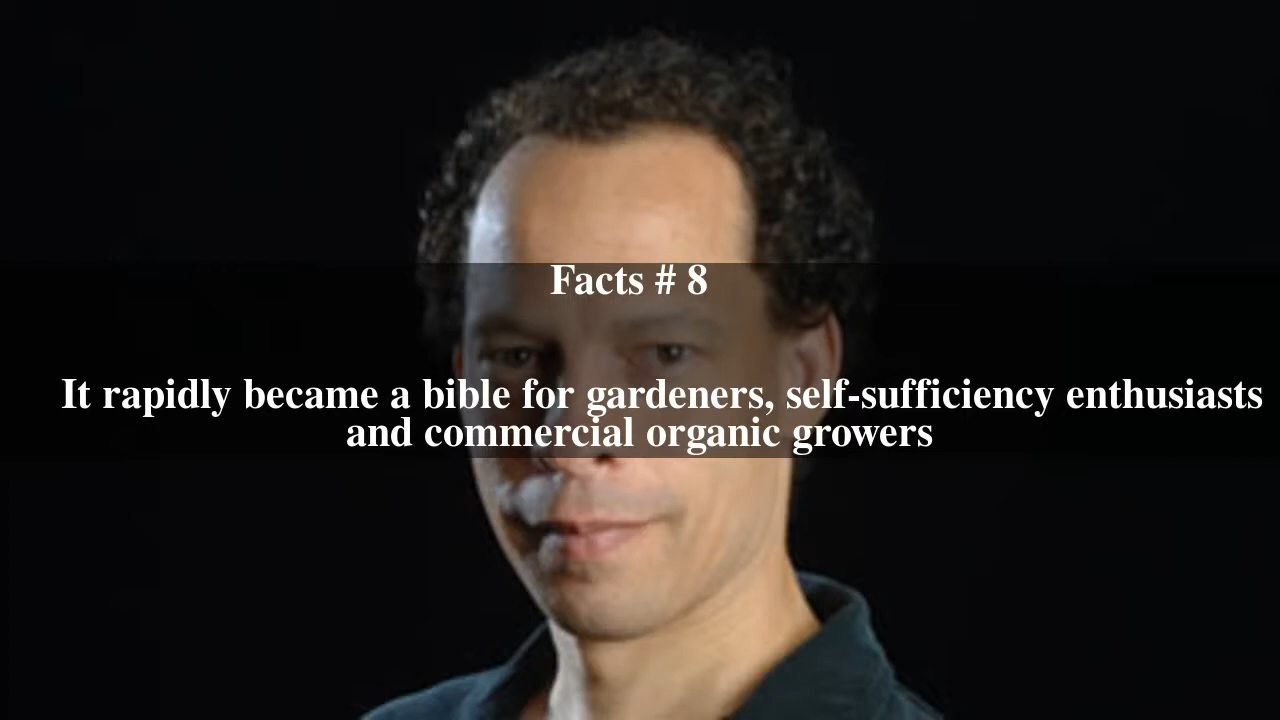 Facts # 8
It rapidly became a bible for gardeners, self-sufficiency enthusiasts
and commercial organic growers